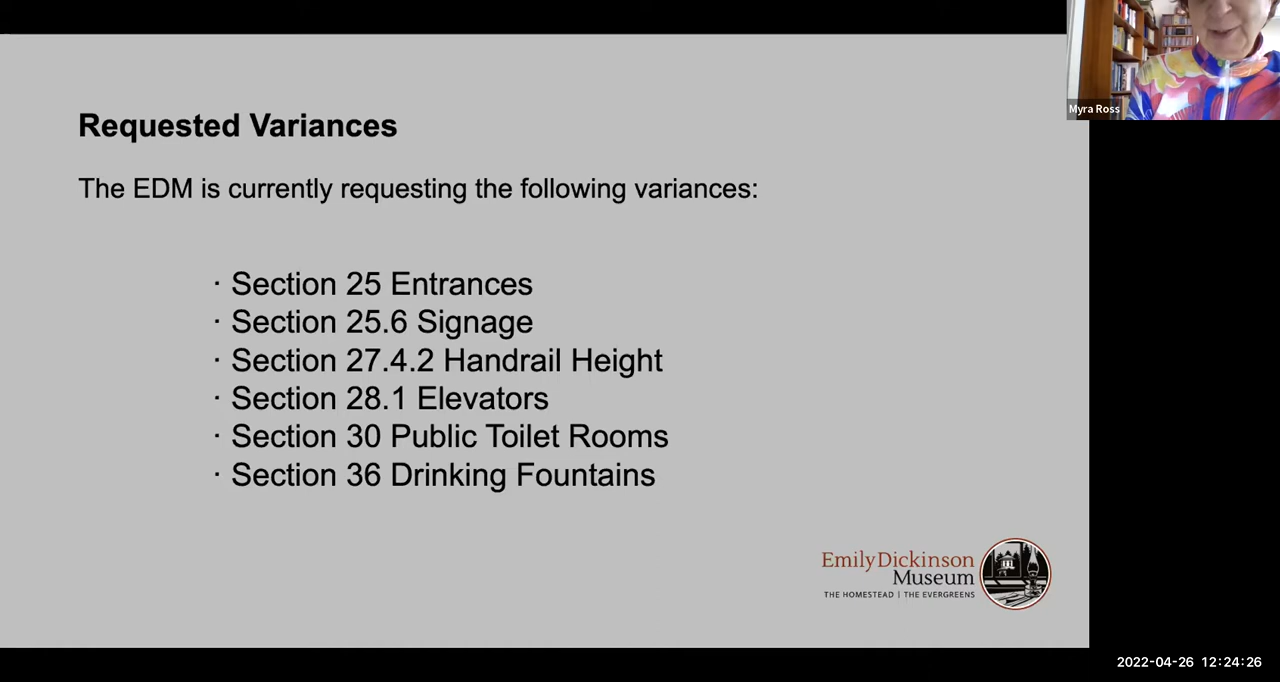 Requested Variances
The EDM is currently requesting the following variances:
· Section 25 Entrances
· Section 25.6 Signage
· Section 27.4.2 Handrail Height
· Section 28.1 Elevators
· Section 30 Public Toilet Rooms
· Section 36 Drinking Fountains
EmilyDickinson
Museum
THE HOMESTEAD | THE EVERGREENS
Myra Ross
2022-04-26 12:24:26